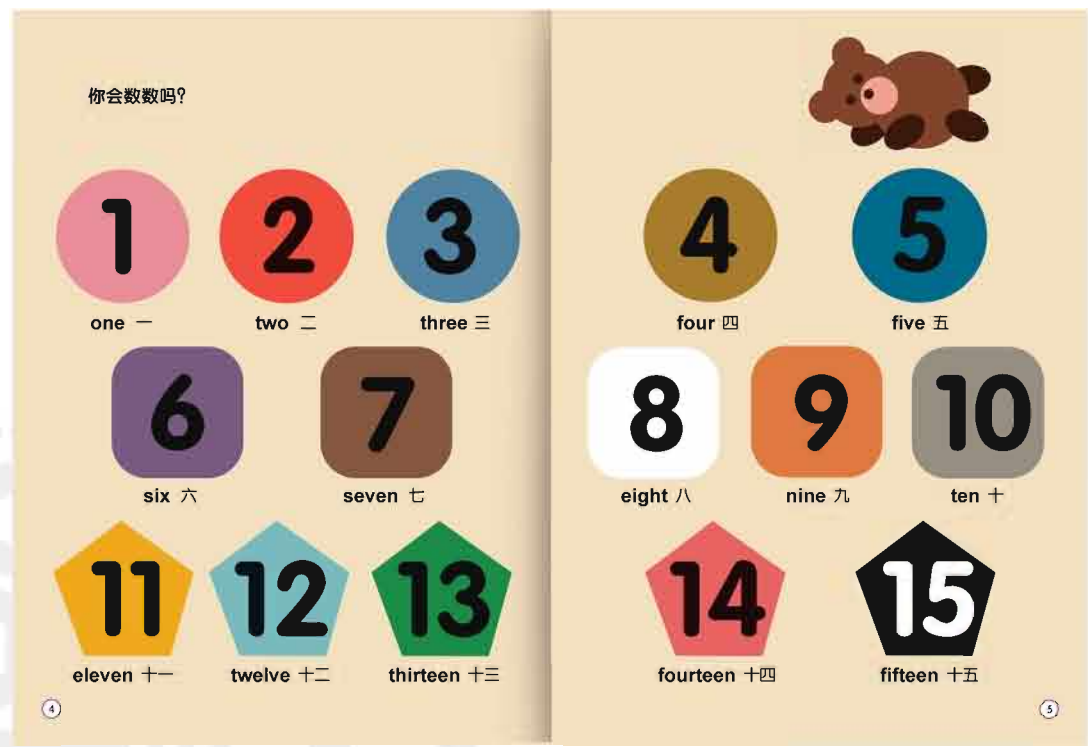 你会数数吗?
1 2 3
one 一 two 二 three 三
6 7
six 六 seven 七
11 12 13
eleven 十一 twelve 十二 thirteen 十三
4
4 5
four 四 five 五
8 9 10
eight 八 nine 九 ten 十
14 15
fourteen 十四 fifteen 十五
5